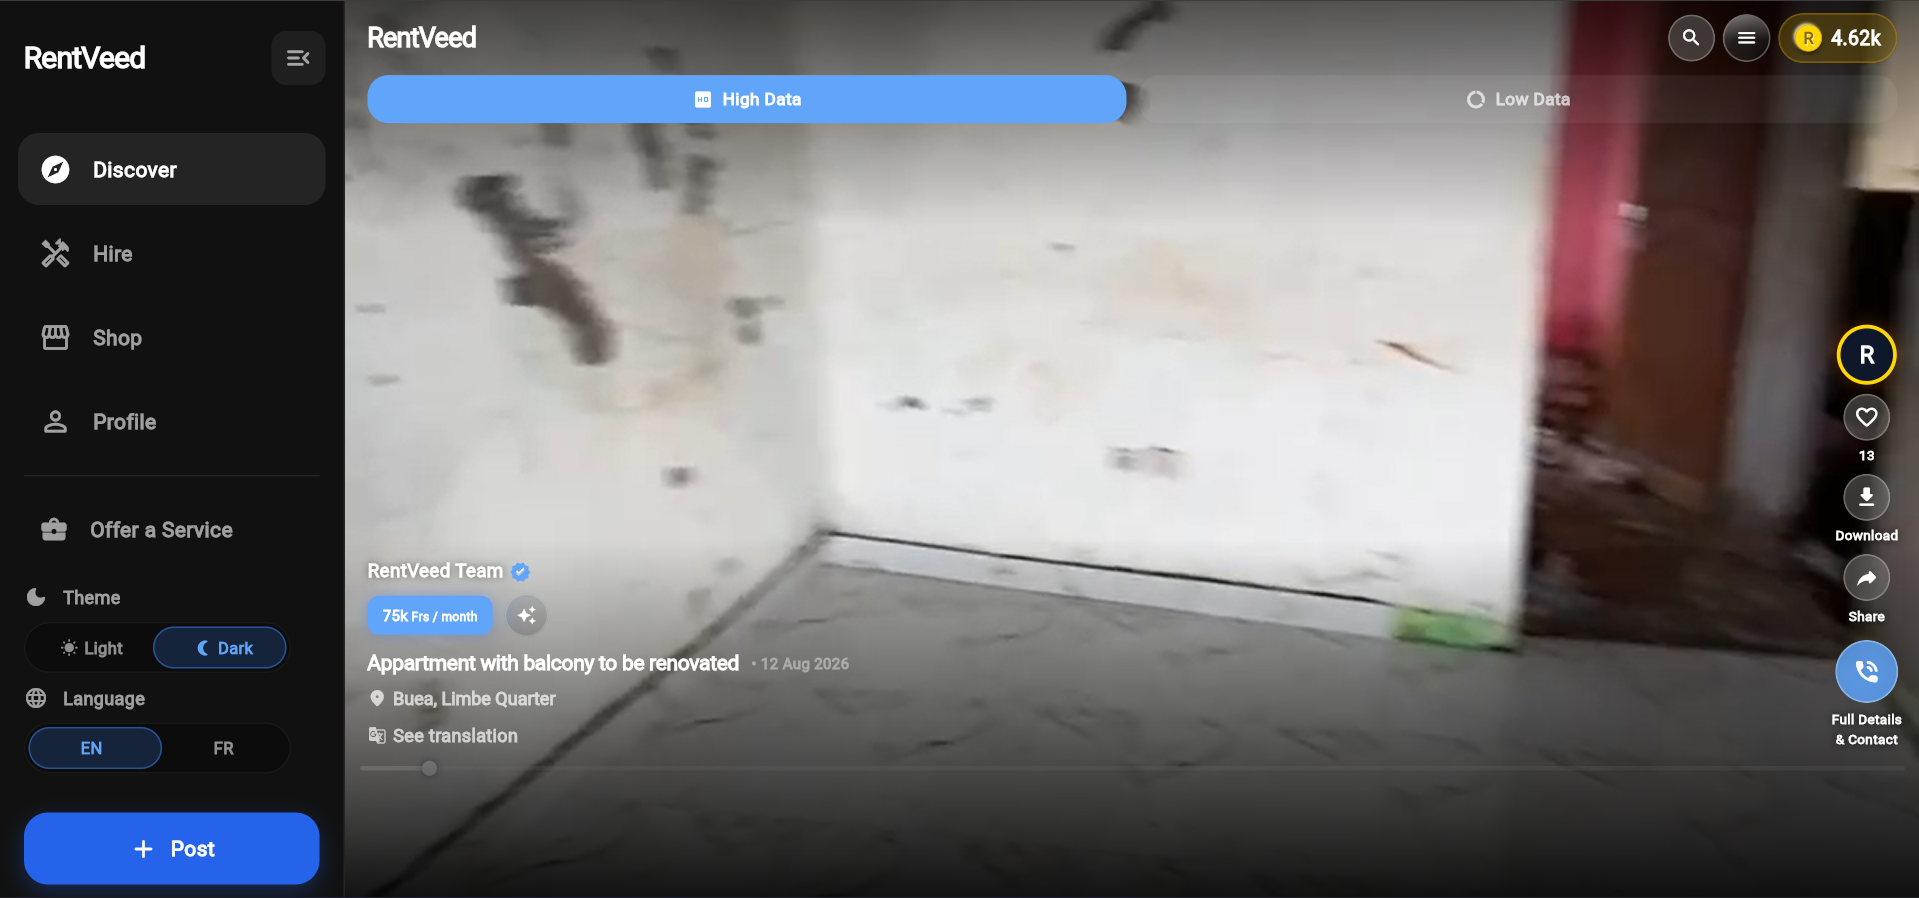 RentVeed
Discover
Hire
Shop
Profile
Offer a Service
Theme
Light
Dark
Language
EN
FR
+ Post
RentVeed
R 4.62k
HD High Data
Low Data
R
13
Download
Share
Full Details
& Contact
RentVeed Team
75k Frs / month
Appartment with balcony to be renovated • 12 Aug 2026
Buea, Limbe Quarter
See translation